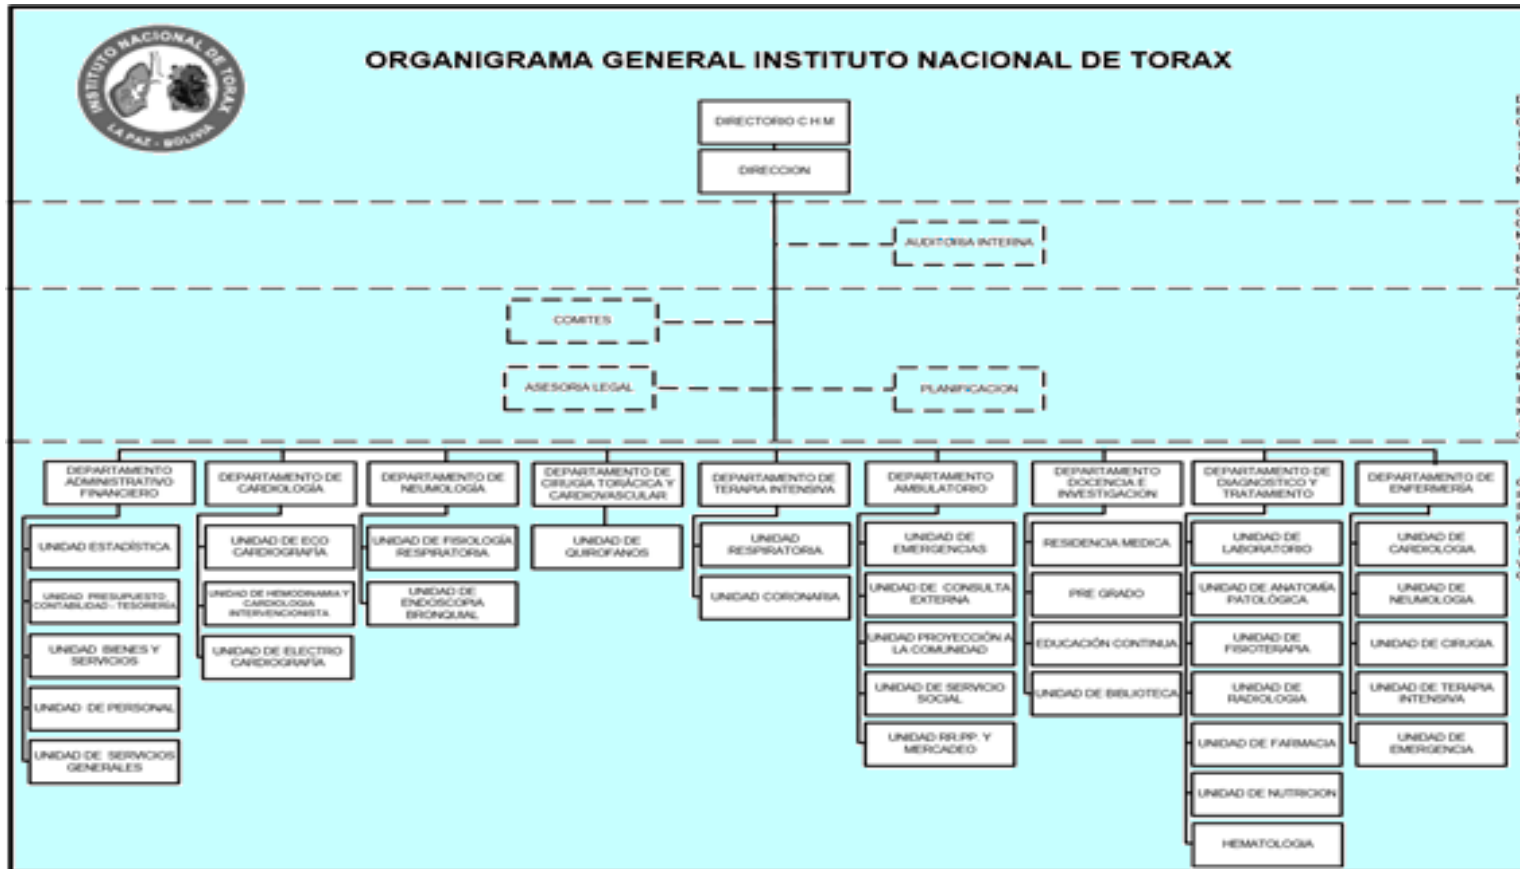 INSTITUTO NACIONAL DE TORAX
LA PAZ - BOLIVIA
ORGANIGRAMA GENERAL INSTITUTO NACIONAL DE TORAX
DIRECTORIO C H M
DIRECCION
AUDITORIA INTERNA
COMITES
ASESORIA LEGAL
PLANIFICACION
DEPARTAMENTO
ADMINISTRATIVO
FINANCIERO
UNIDAD ESTADÍSTICA
UNIDAD PRESUPUESTO
CONTABILIDAD - TESORERÍA
UNIDAD BIENES Y
SERVICIOS
UNIDAD DE PERSONAL
UNIDAD DE SERVICIOS
GENERALES
DEPARTAMENTO DE
CARDIOLOGÍA
UNIDAD DE ECO
CARDIOGRAFÍA
UNIDAD DE HEMODINAMIA Y
CARDIOLOGIA
INTERVENCIONISTA
UNIDAD DE ELECTRO
CARDIOGRAFÍA
DEPARTAMENTO DE
NEUMOLOGÍA
UNIDAD DE FISIOLOGÍA
RESPIRATORIA
UNIDAD DE
ENDOSCOPIA
BRONQUIAL
DEPARTAMENTO DE
CIRUGÍA TORÁCICA Y
CARDIOVASCULAR
UNIDAD DE
QUIROFANOS
DEPARTAMENTO DE
TERAPIA INTENSIVA
UNIDAD
RESPIRATORIA
UNIDAD CORONARIA
DEPARTAMENTO
AMBULATORIO
UNIDAD DE
EMERGENCIAS
UNIDAD DE CONSULTA
EXTERNA
UNIDAD PROYECCIÓN A
LA COMUNIDAD
UNIDAD DE SERVICIO
SOCIAL
UNIDAD RR.PP. Y
MERCADEO
DEPARTAMENTO
DOCENCIA E
INVESTIGACION
RESIDENCIA MEDICA
PRE GRADO
EDUCACIÓN CONTINUA
UNIDAD DE BIBLIOTECA
DEPARTAMENTO DE
DIAGNOSTICO Y
TRATAMIENTO
UNIDAD DE
LABORATORIO
UNIDAD DE ANATOMÍA
PATOLÓGICA
UNIDAD DE
FISIOTERAPIA
UNIDAD DE
RADIOLOGIA
UNIDAD DE FARMACIA
UNIDAD DE NUTRICION
HEMATOLOGIA
DEPARTAMENTO
DE ENFERMERÍA
UNIDAD DE
CARDIOLOGIA
UNIDAD DE
NEUMOLOGIA
UNIDAD DE CIRUGIA
UNIDAD DE TERAPIA
INTENSIVA
UNIDAD DE
EMERGENCIA